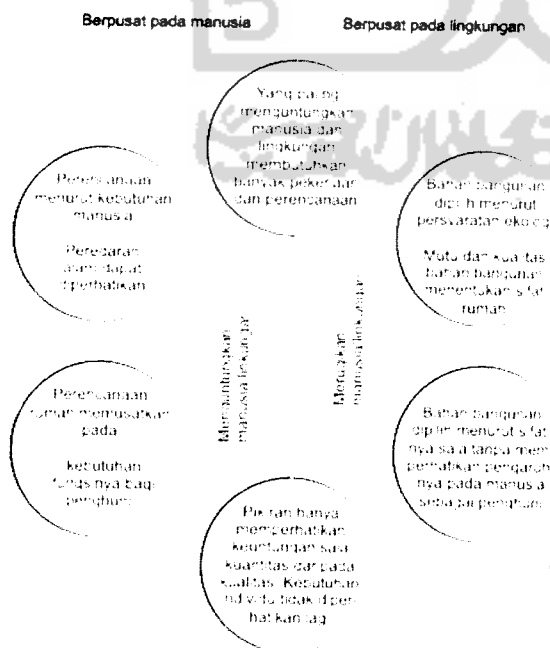 Berpusat pada manusia
Berpusat pada lingkungan
Yang paling
menguntungkan
manusia dan
lingkungan
membutuhkan
banyak pekerjaan
dan perencanaan
Perencanaan
menurut kebutuhan
manusia
Peredaran
alam dapat
diperhatikan
Bahan bangunan
dipilih menurut
persyaratan ekologi
Mutu dan kualitas
bahan bangunan
menentukan sifat
rumah
Menguntungkan
manusia/linkungan
Merugikan
manusia/linkungan
Perencanaan
rumah memusatkan
pada
kebutuhan
fungsinya bagi
penghuni
Bahan bangunan
dipilih menurut sifat
nya saja tanpa mem
perhatikan pengaruh
nya pada manusia
sebagai penghuni
Pikiran hanya
memperhatikan
keuntungan saja
kuantitas daripada
kualitas. Kebutuhan
individu tidak diper-
hatikan lagi